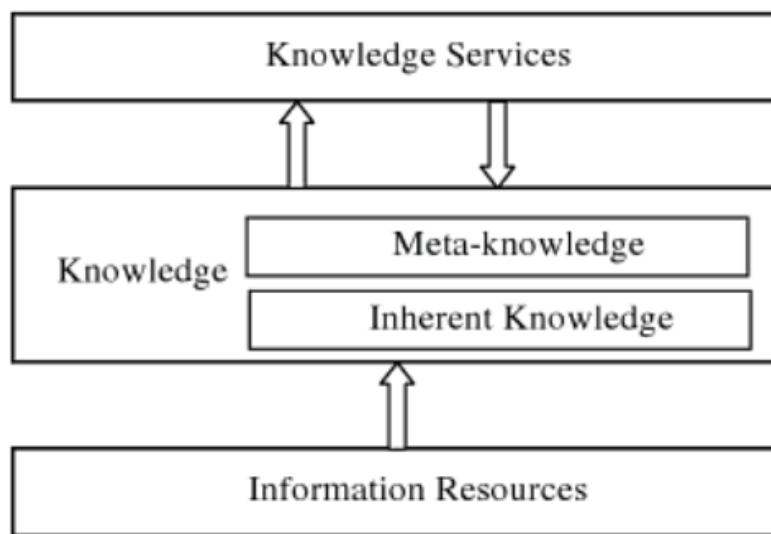 Knowledge Services
Knowledge
Meta-knowledge
Inherent Knowledge
Information Resources